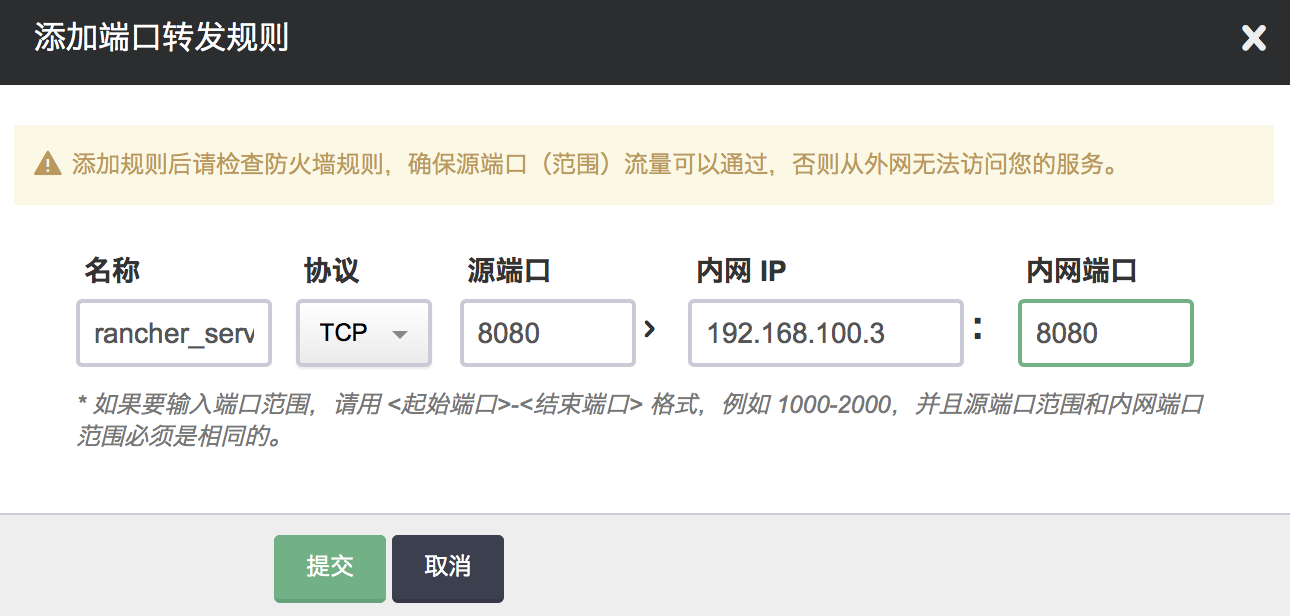 添加端口转发规则
添加规则后请检查防火墙规则，确保源端口（范围）流量可以通过，否则从外网无法访问您的服务。
名称 协议 源端口 内网 IP 内网端口
rancher_serv TCP 8080 › 192.168.100.3 : 8080
* 如果要输入端口范围，请用 <起始端口>-<结束端口> 格式，例如 1000-2000，并且源端口范围和内网端口
范围必须是相同的。
提交 取消